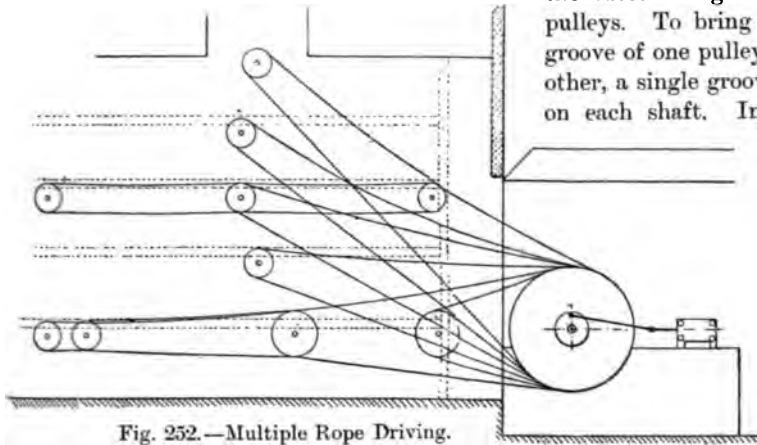 pulleys. To bring
groove of one pulley
other, a single groov
on each shaft. In
Fig. 252.—Multiple Rope Driving.